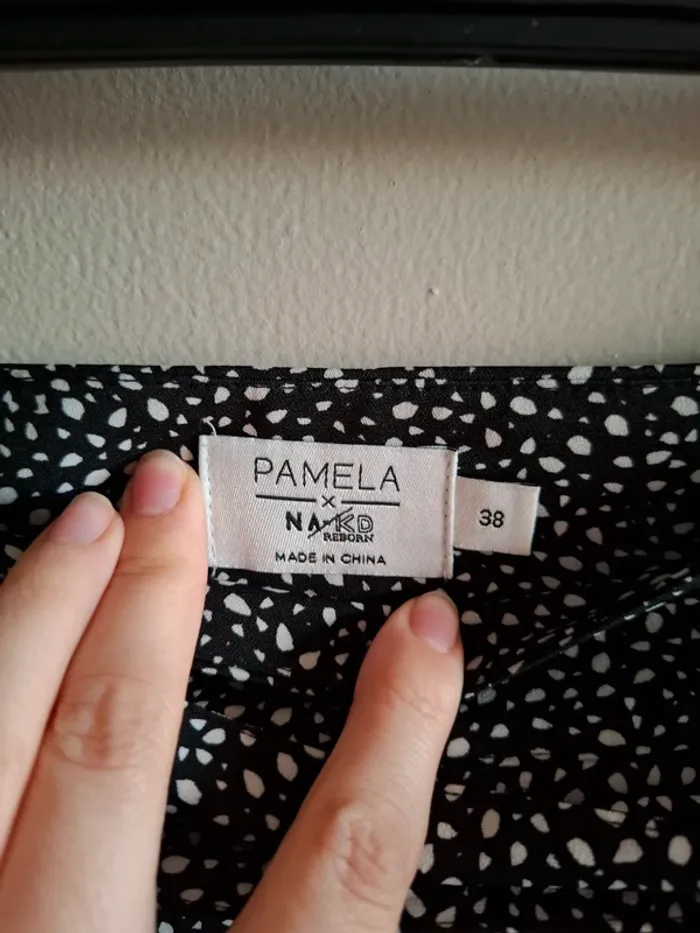 PAMELA
×
NA-KD
REBORN
MADE IN CHINA
38